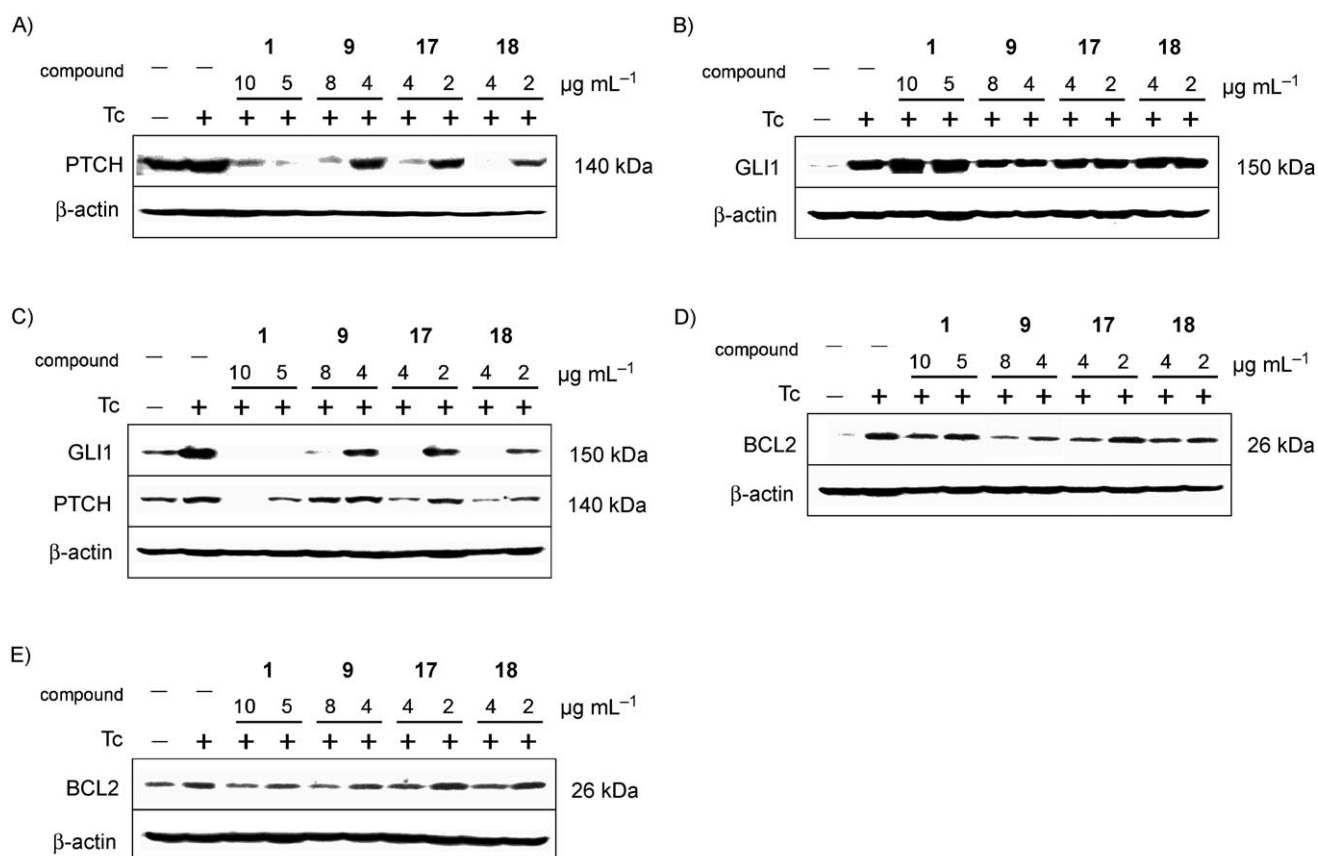 A)
1 9 17 18
compound — — 10 5 8 4 4 2 4 2 µg mL⁻¹
Tc — + + + + + + + + +
PTCH 140 kDa
β-actin
B)
1 9 17 18
compound — — 10 5 8 4 4 2 4 2 µg mL⁻¹
Tc — + + + + + + + + +
GLI1 150 kDa
β-actin
C)
1 9 17 18
compound — — 10 5 8 4 4 2 4 2 µg mL⁻¹
Tc — + + + + + + + + +
GLI1 150 kDa
PTCH 140 kDa
β-actin
D)
1 9 17 18
compound — — 10 5 8 4 4 2 4 2 µg mL⁻¹
Tc — + + + + + + + + +
BCL2 26 kDa
β-actin
E)
1 9 17 18
compound — — 10 5 8 4 4 2 4 2 µg mL⁻¹
Tc — + + + + + + + + +
BCL2 26 kDa
β-actin